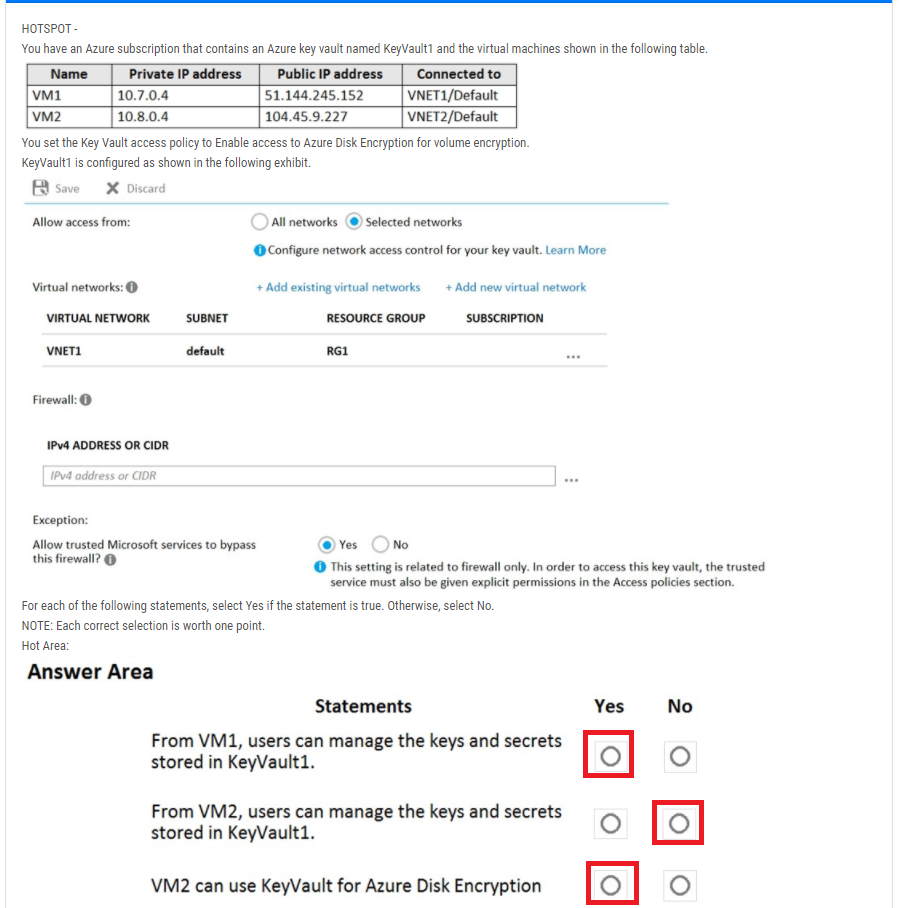 HOTSPOT -
You have an Azure subscription that contains an Azure key vault named KeyVault1 and the virtual machines shown in the following table.
Name Private IP address Public IP address Connected to
VM1 10.7.0.4 51.144.245.152 VNET1/Default
VM2 10.8.0.4 104.45.9.227 VNET2/Default
You set the Key Vault access policy to Enable access to Azure Disk Encryption for volume encryption.
KeyVault1 is configured as shown in the following exhibit.
Save Discard
Allow access from: All networks Selected networks
Configure network access control for your key vault. Learn More
Virtual networks: + Add existing virtual networks + Add new virtual network
VIRTUAL NETWORK SUBNET RESOURCE GROUP SUBSCRIPTION
VNET1 default RG1 ...
Firewall:
IPv4 ADDRESS OR CIDR
IPv4 address or CIDR ...
Exception:
Allow trusted Microsoft services to bypass Yes No
this firewall?
This setting is related to firewall only. In order to access this key vault, the trusted
service must also be given explicit permissions in the Access policies section.
For each of the following statements, select Yes if the statement is true. Otherwise, select No.
NOTE: Each correct selection is worth one point.
Hot Area:
Answer Area
Statements Yes No
From VM1, users can manage the keys and secrets
stored in KeyVault1.
From VM2, users can manage the keys and secrets
stored in KeyVault1.
VM2 can use KeyVault for Azure Disk Encryption